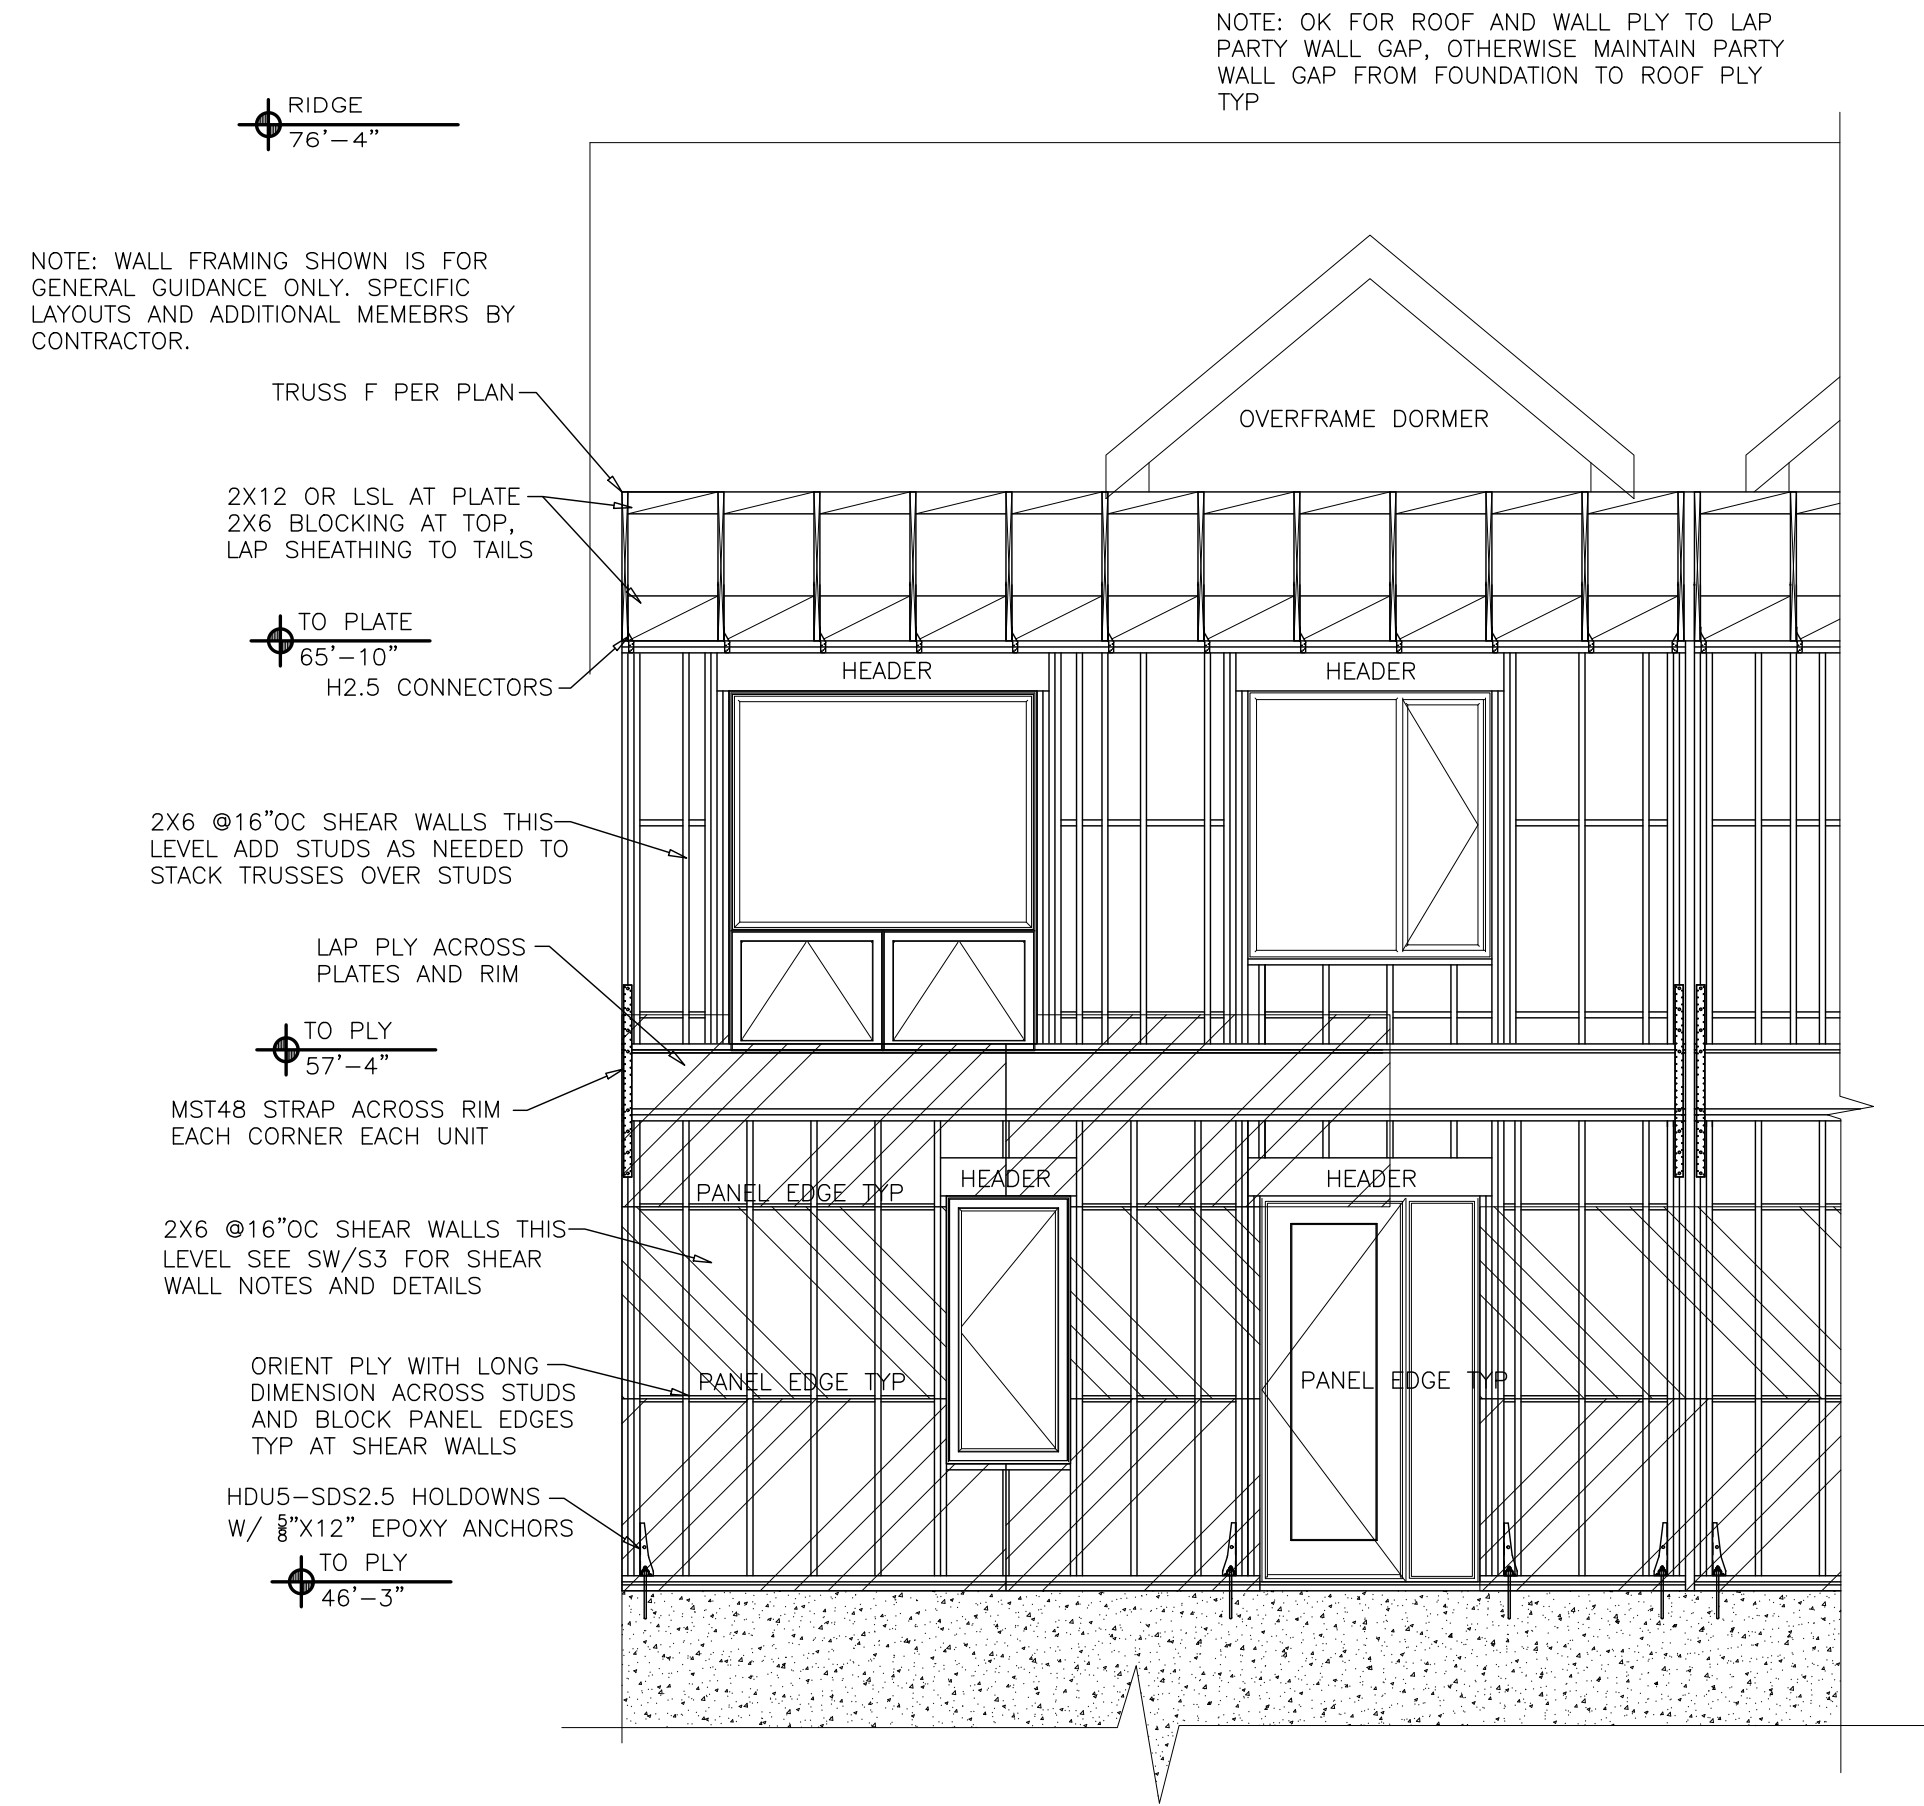 NOTE: OK FOR ROOF AND WALL PLY TO LAP
PARTY WALL GAP, OTHERWISE MAINTAIN PARTY
WALL GAP FROM FOUNDATION TO ROOF PLY
TYP
RIDGE
76'-4"
NOTE: WALL FRAMING SHOWN IS FOR
GENERAL GUIDANCE ONLY. SPECIFIC
LAYOUTS AND ADDITIONAL MEMEBRS BY
CONTRACTOR.
TRUSS F PER PLAN
OVERFRAME DORMER
2X12 OR LSL AT PLATE
2X6 BLOCKING AT TOP,
LAP SHEATHING TO TAILS
TO PLATE
65'-10"
H2.5 CONNECTORS
HEADER
HEADER
2X6 @16"OC SHEAR WALLS THIS
LEVEL ADD STUDS AS NEEDED TO
STACK TRUSSES OVER STUDS
LAP PLY ACROSS
PLATES AND RIM
TO PLY
57'-4"
MST48 STRAP ACROSS RIM
EACH CORNER EACH UNIT
HEADER
HEADER
PANEL EDGE TYP
2X6 @16"OC SHEAR WALLS THIS
LEVEL SEE SW/S3 FOR SHEAR
WALL NOTES AND DETAILS
ORIENT PLY WITH LONG
DIMENSION ACROSS STUDS
AND BLOCK PANEL EDGES
TYP AT SHEAR WALLS
PANEL EDGE TYP
PANEL EDGE TYP
HDU5-SDS2.5 HOLDOWNS
W/ 5/8"X12" EPOXY ANCHORS
TO PLY
46'-3"